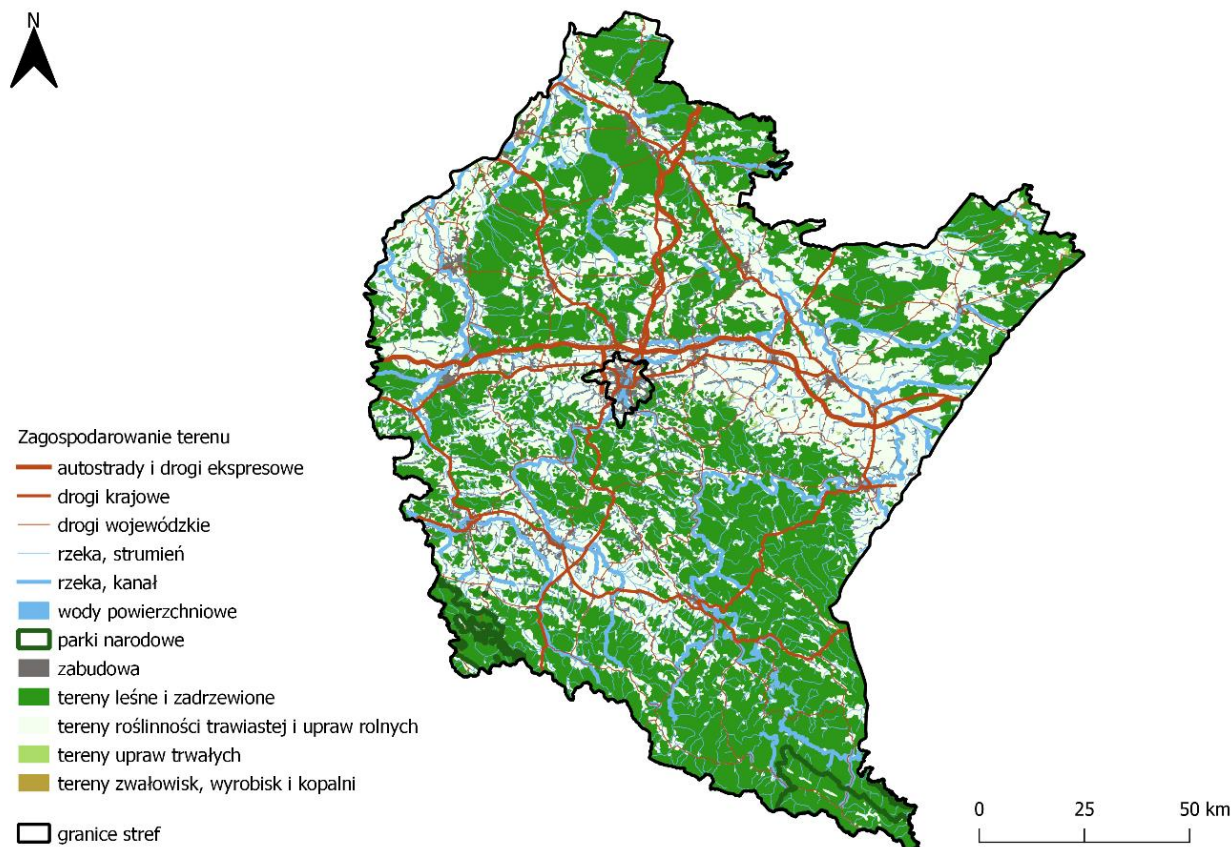 N
Zagospodarowanie terenu
autostrady i drogi ekspresowe
drogi krajowe
drogi wojewódzkie
rzeka, strumień
rzeka, kanał
wody powierzchniowe
parki narodowe
zabudowa
tereny leśne i zadrzewione
tereny roślinności trawiastej i upraw rolnych
tereny upraw trwałych
tereny zwałowisk, wyrobisk i kopalni
granice stref
0 25 50 km